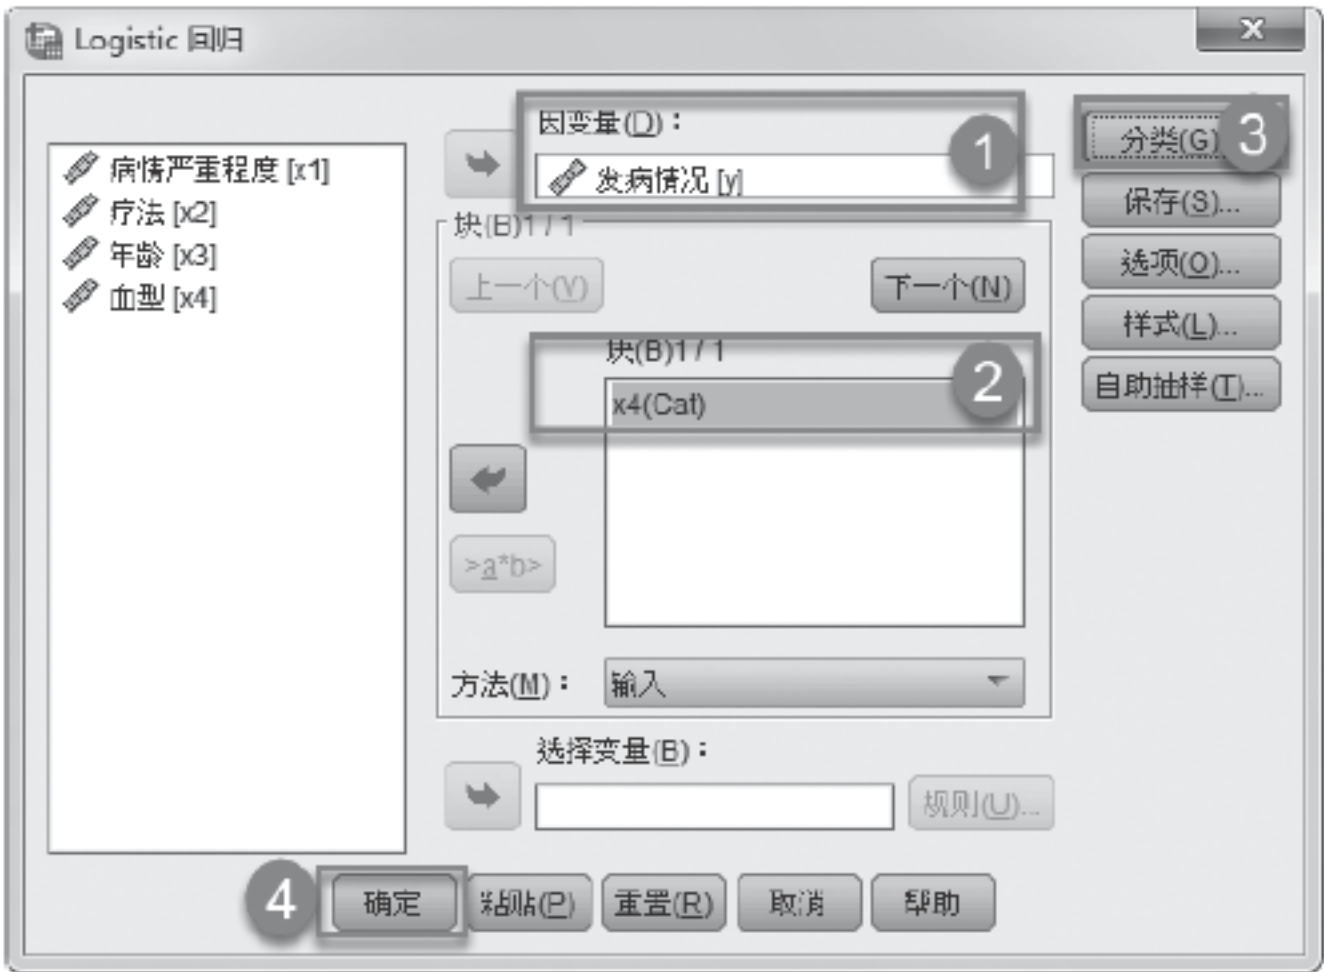 Logistic 回归
因变量(D)：
1
发病情况 [y]
病情严重程度 [x1]
疗法 [x2]
年龄 [x3]
血型 [x4]
块(B)1 / 1
上一个(V)
下一个(N)
块(B)1 / 1
2
x4(Cat)
>a*b>
方法(M)：
输入
选择变量(B)：
规则(U)...
分类(G)
3
保存(S)...
选项(O)...
样式(L)...
自助抽样(T)...
4
确定
粘贴(P)
重置(R)
取消
帮助